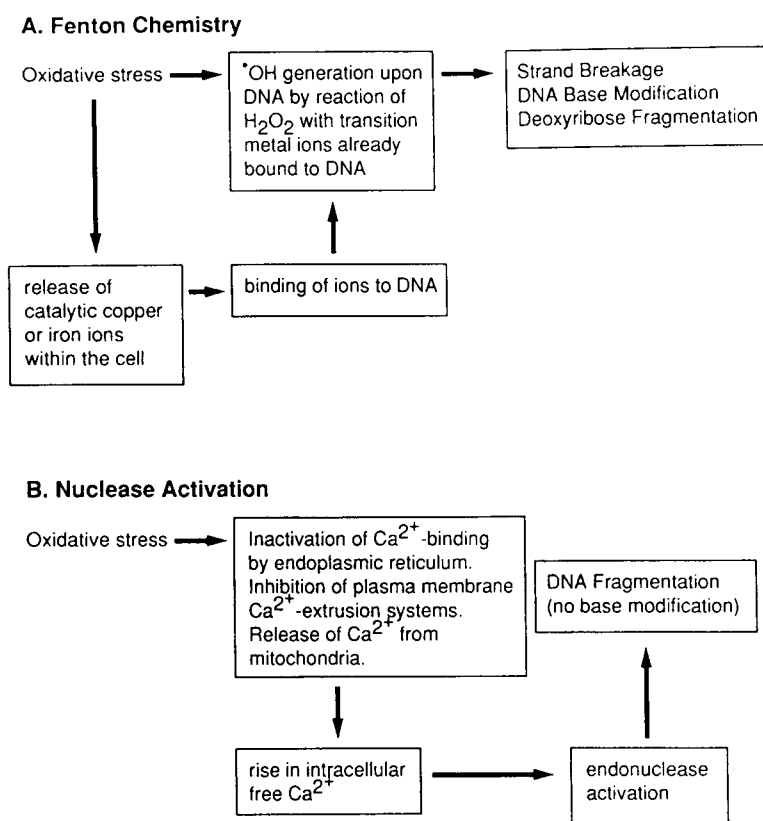 A. Fenton Chemistry
Oxidative stress
•OH generation upon
DNA by reaction of
H2O2 with transition
metal ions already
bound to DNA
Strand Breakage
DNA Base Modification
Deoxyribose Fragmentation
release of
catalytic copper
or iron ions
within the cell
binding of ions to DNA
B. Nuclease Activation
Oxidative stress
Inactivation of Ca2+-binding
by endoplasmic reticulum.
Inhibition of plasma membrane
Ca2+-extrusion systems.
Release of Ca2+ from
mitochondria.
DNA Fragmentation
(no base modification)
rise in intracellular
free Ca2+
endonuclease
activation